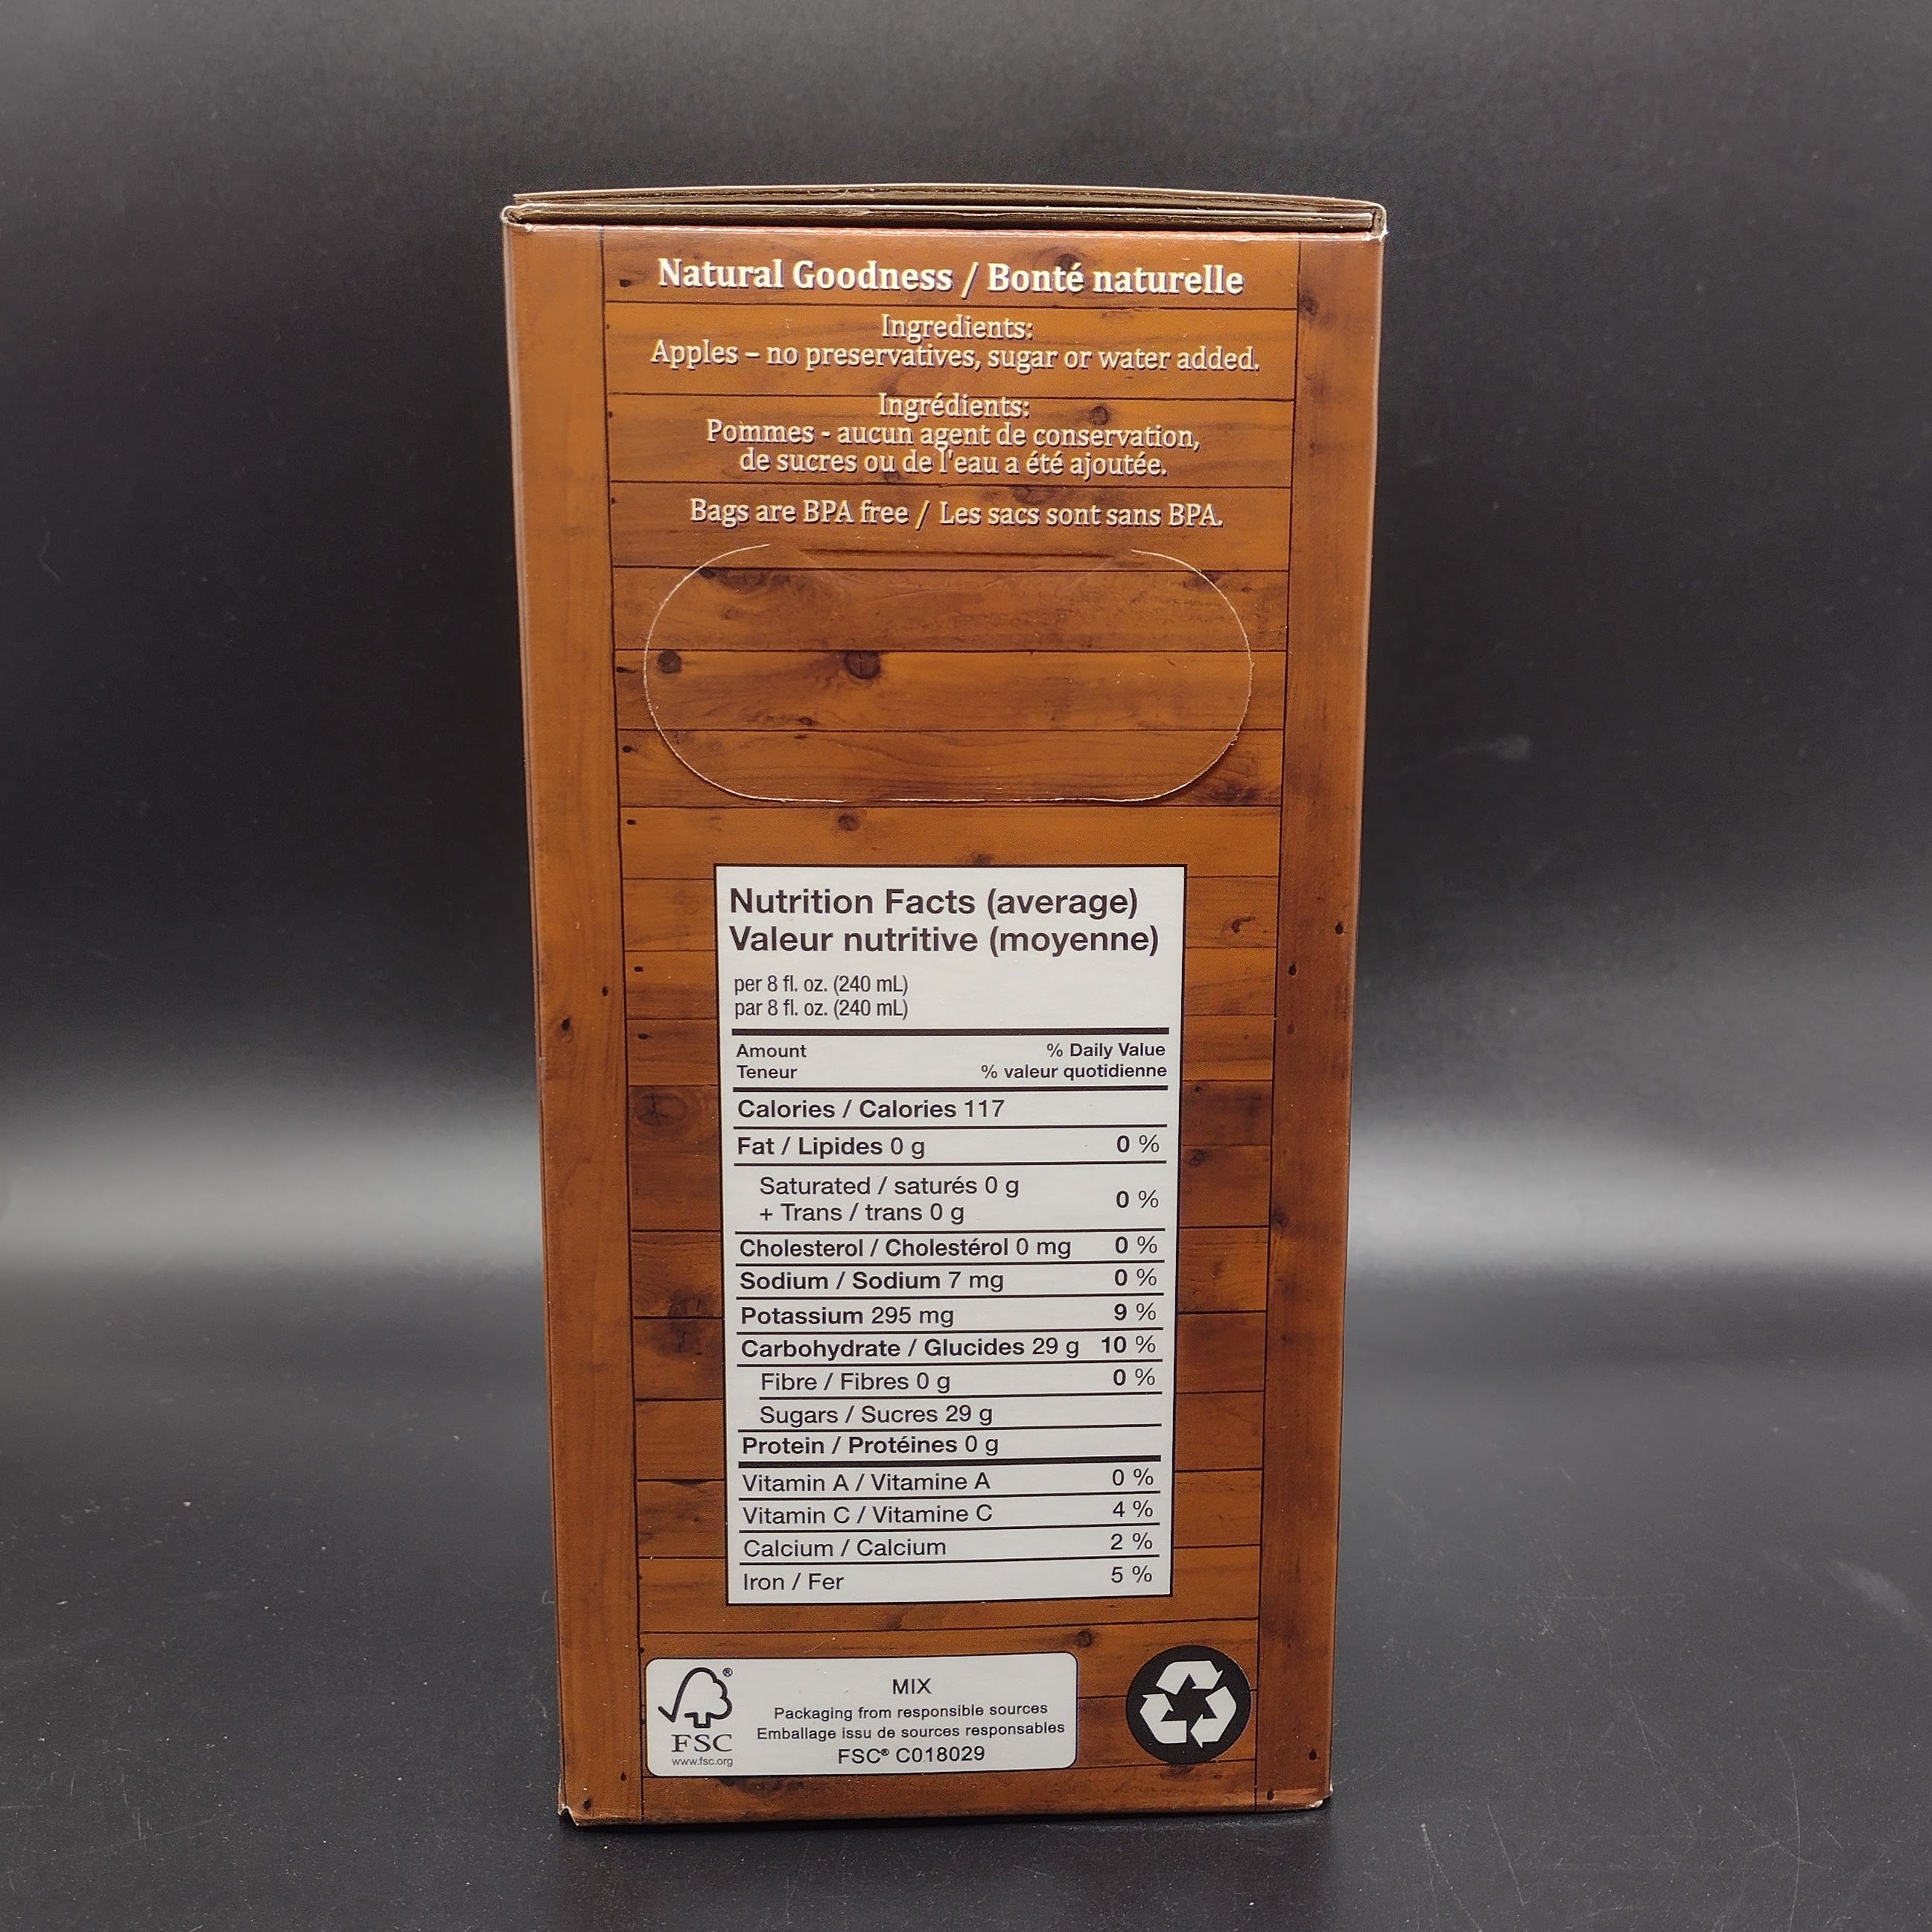 Natural Goodness / Bonté naturelle
Ingredients:
Apples – no preservatives, sugar or water added.
Ingrédients:
Pommes - aucun agent de conservation,
de sucres ou de l'eau a été ajoutée.
Bags are BPA free / Les sacs sont sans BPA.
Nutrition Facts (average)
Valeur nutritive (moyenne)
per 8 fl. oz. (240 mL)
par 8 fl. oz. (240 mL)
Amount % Daily Value
Teneur % valeur quotidienne
Calories / Calories 117
Fat / Lipides 0 g 0 %
Saturated / saturés 0 g
+ Trans / trans 0 g 0 %
Cholesterol / Cholestérol 0 mg 0 %
Sodium / Sodium 7 mg 0 %
Potassium 295 mg 9 %
Carbohydrate / Glucides 29 g 10 %
Fibre / Fibres 0 g 0 %
Sugars / Sucres 29 g
Protein / Protéines 0 g
Vitamin A / Vitamine A 0 %
Vitamin C / Vitamine C 4 %
Calcium / Calcium 2 %
Iron / Fer 5 %
®
FSC
www.fsc.org
MIX
Packaging from responsible sources
Emballage issu de sources responsables
FSC® C018029